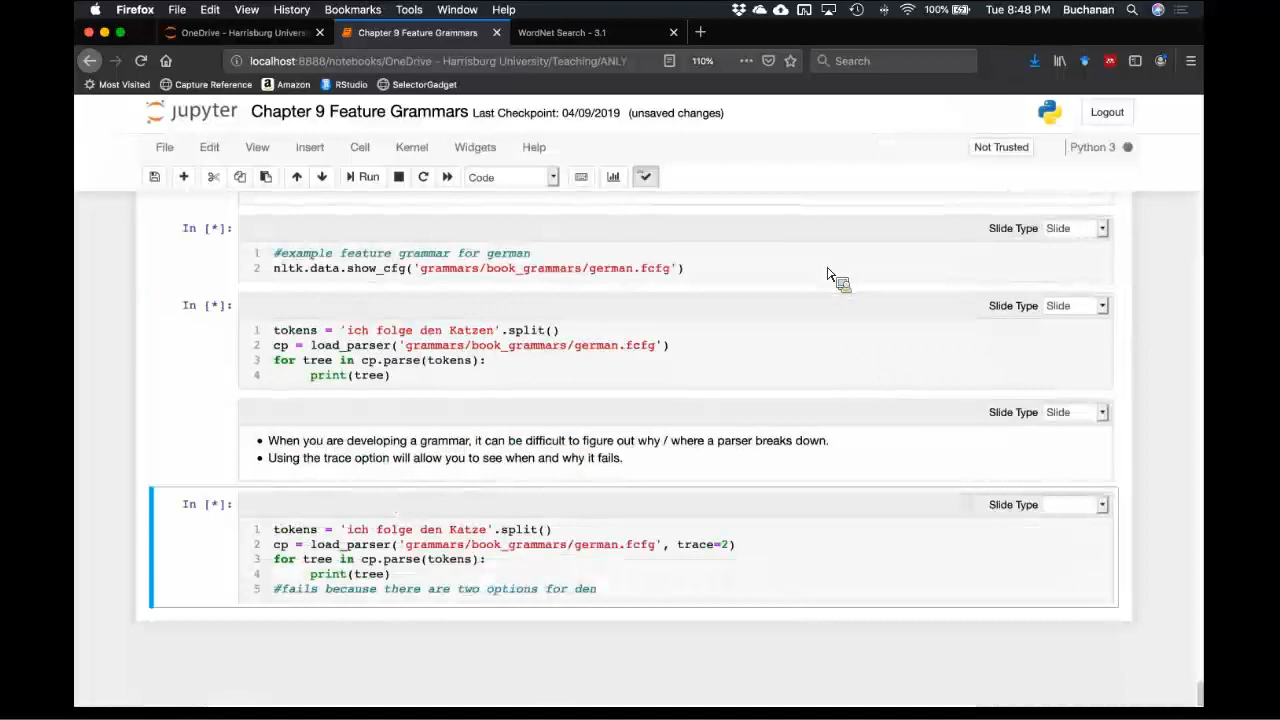 Firefox File Edit View History Bookmarks Tools Window Help 100% Tue 8:48 PM Buchanan
OneDrive - Harrisburg Univers × Chapter 9 Feature Grammars × WordNet Search - 3.1 × +
localhost:8888/notebooks/OneDrive - Harrisburg University/Teaching/ANLY 110% Search
Most Visited Capture Reference Amazon RStudio SelectorGadget
jupyter Chapter 9 Feature Grammars Last Checkpoint: 04/09/2019 (unsaved changes) Logout
File Edit View Insert Cell Kernel Widgets Help Not Trusted Python 3
Run Code
In [*]: Slide Type Slide
1 #example feature grammar for german
2 nltk.data.show_cfg('grammars/book_grammars/german.fcfg')
In [*]: Slide Type Slide
1 tokens = 'ich folge den Katzen'.split()
2 cp = load_parser('grammars/book_grammars/german.fcfg')
3 for tree in cp.parse(tokens):
4 print(tree)
Slide Type Slide
• When you are developing a grammar, it can be difficult to figure out why / where a parser breaks down.
• Using the trace option will allow you to see when and why it fails.
In [*]: Slide Type
1 tokens = 'ich folge den Katze'.split()
2 cp = load_parser('grammars/book_grammars/german.fcfg', trace=2)
3 for tree in cp.parse(tokens):
4 print(tree)
5 #fails because there are two options for den